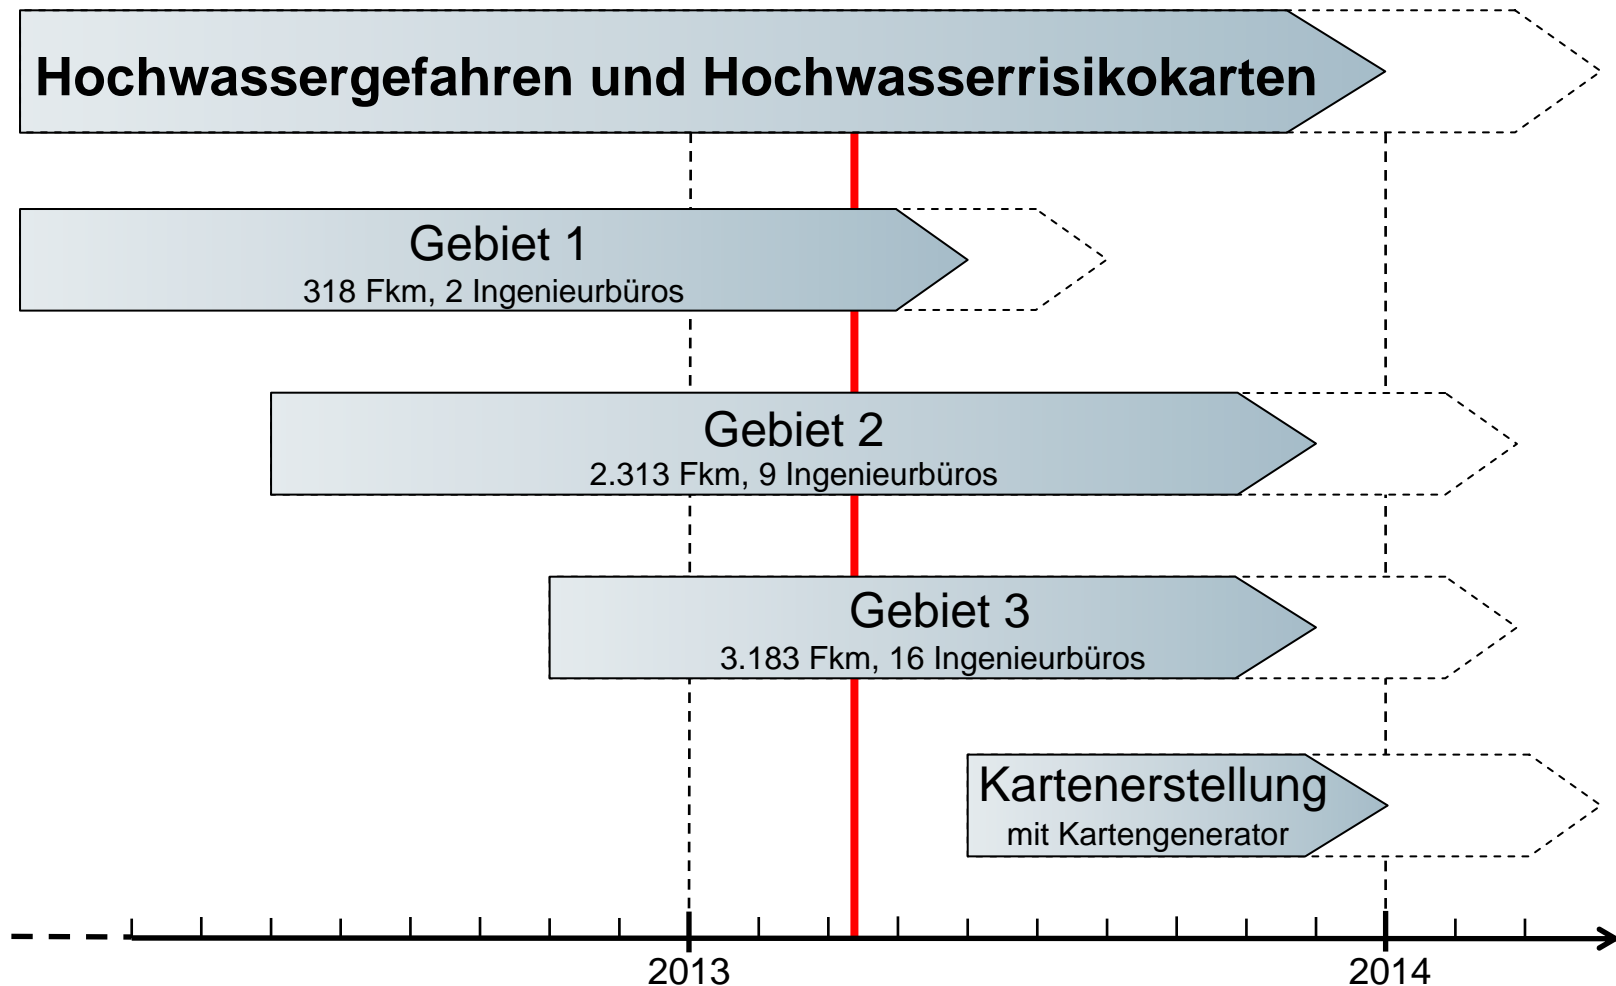 Hochwassergefahren und Hochwasserrisikokarten
Gebiet 1
318 Fkm, 2 Ingenieurbüros
Gebiet 2
2.313 Fkm, 9 Ingenieurbüros
Gebiet 3
3.183 Fkm, 16 Ingenieurbüros
Kartenerstellung
mit Kartengenerator
2013
2014